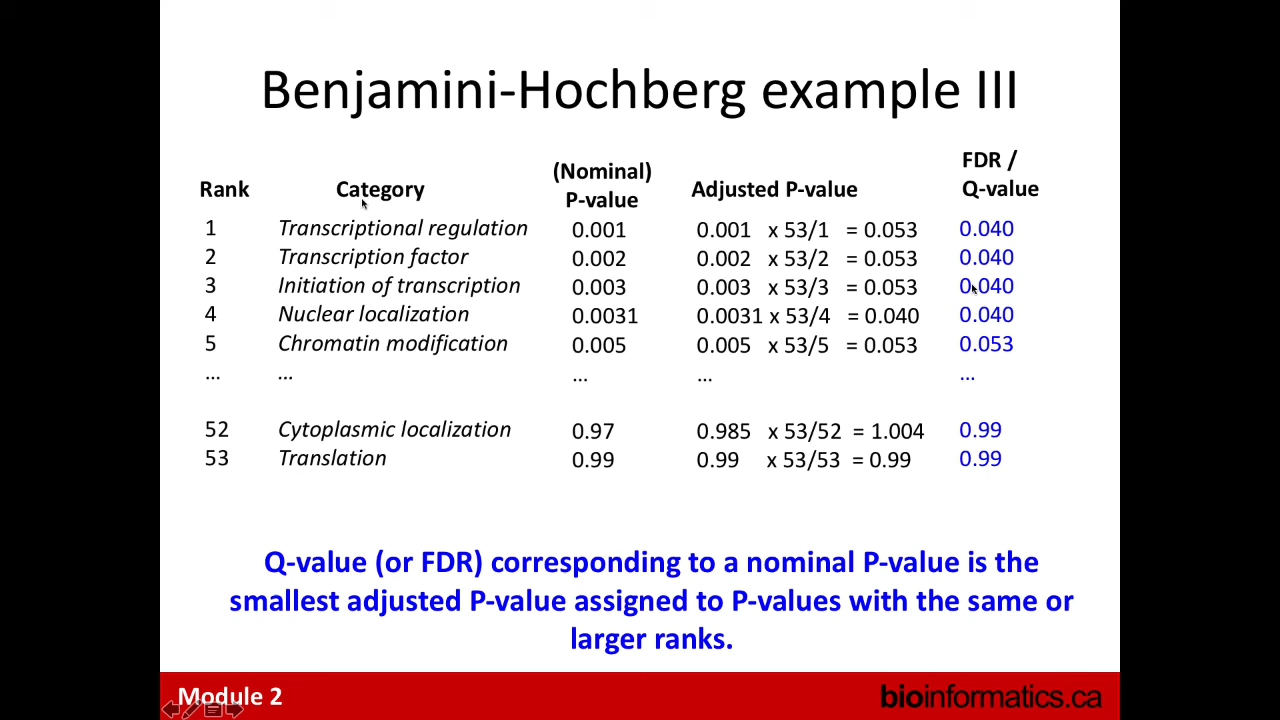 Benjamini-Hochberg example III
Rank Category (Nominal) P-value Adjusted P-value FDR / Q-value
1 Transcriptional regulation 0.001 0.001 x 53/1 = 0.053 0.040
2 Transcription factor 0.002 0.002 x 53/2 = 0.053 0.040
3 Initiation of transcription 0.003 0.003 x 53/3 = 0.053 0.040
4 Nuclear localization 0.0031 0.0031 x 53/4 = 0.040 0.040
5 Chromatin modification 0.005 0.005 x 53/5 = 0.053 0.053
... ... ... ... ...
52 Cytoplasmic localization 0.97 0.985 x 53/52 = 1.004 0.99
53 Translation 0.99 0.99 x 53/53 = 0.99 0.99
Q-value (or FDR) corresponding to a nominal P-value is the
smallest adjusted P-value assigned to P-values with the same or
larger ranks.
Module 2 bioinformatics.ca